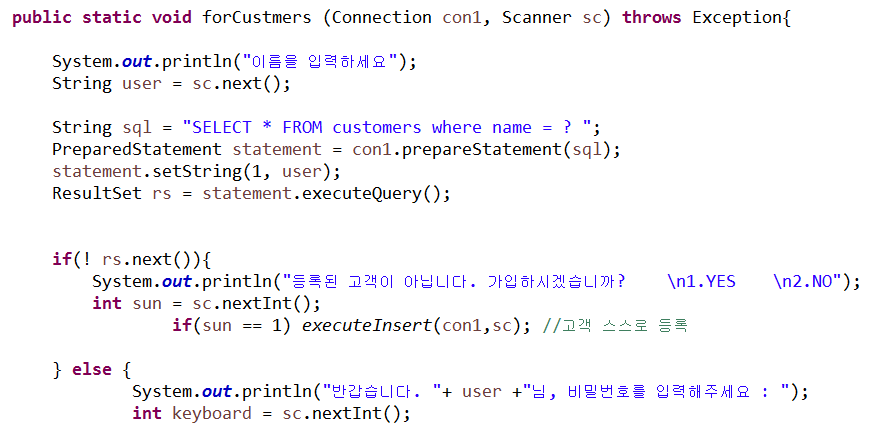 public static void forCustmers (Connection con1, Scanner sc) throws Exception{
System.out.println("이름을 입력하세요");
String user = sc.next();
String sql = "SELECT * FROM customers where name = ? ";
PreparedStatement statement = con1.prepareStatement(sql);
statement.setString(1, user);
ResultSet rs = statement.executeQuery();
if(! rs.next()){
System.out.println("등록된 고객이 아닙니다. 가입하시겠습니까?    \n1.YES    \n2.NO");
int sun = sc.nextInt();
if(sun == 1) executeInsert(con1,sc); //고객 스스로 등록
} else {
System.out.println("반갑습니다. "+ user +"님, 비밀번호를 입력해주세요 : ");
int keyboard = sc.nextInt();